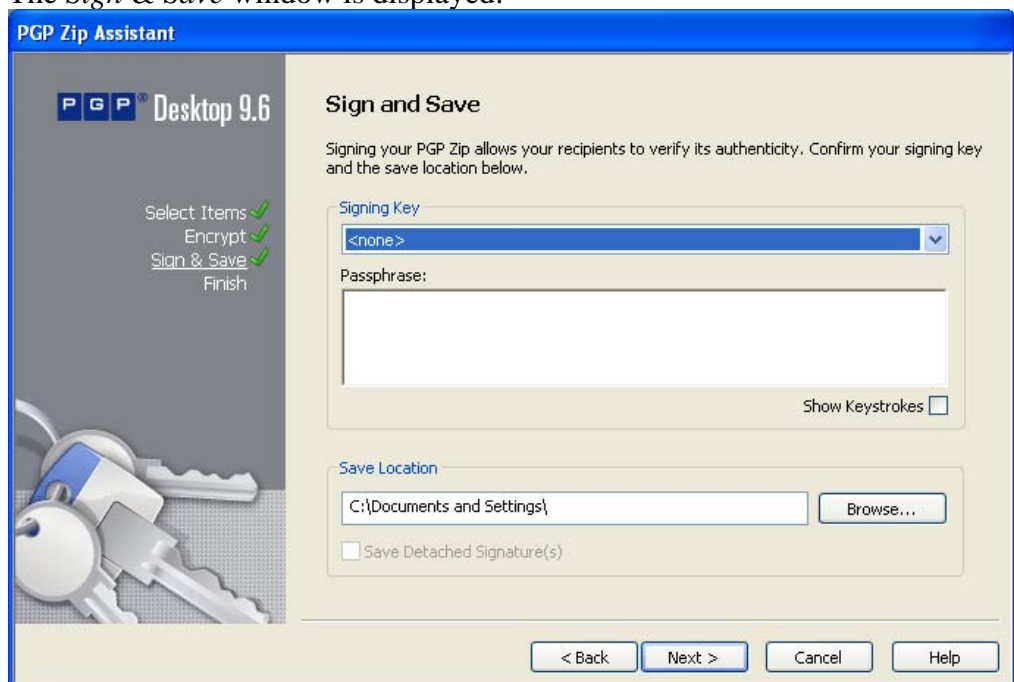 The Sign & Save window is displayed.
PGP Zip Assistant
PGP® Desktop 9.6
Select Items
Encrypt
Sign & Save
Finish
Sign and Save
Signing your PGP Zip allows your recipients to verify its authenticity. Confirm your signing key
and the save location below.
Signing Key
<none>
Passphrase:
Show Keystrokes
Save Location
C:\Documents and Settings\
Browse...
Save Detached Signature(s)
< Back
Next >
Cancel
Help